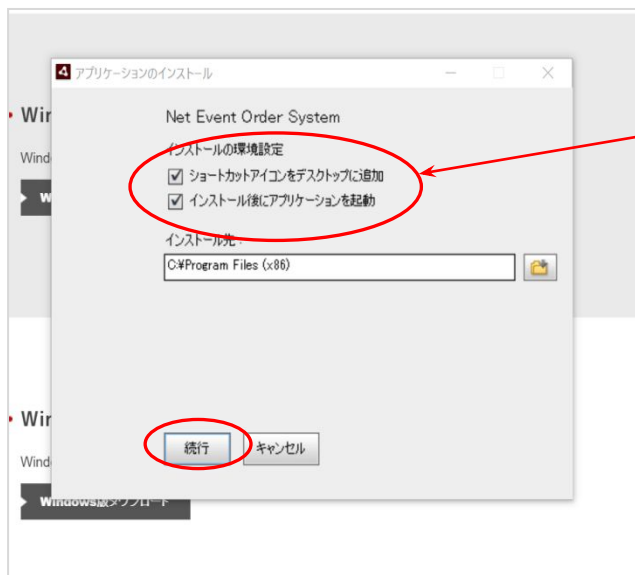 アプリケーションのインストール
Win
Net Event Order System
インストールの環境設定
Wind
ショートカットアイコンをデスクトップに追加
W
インストール後にアプリケーションを起動
インストール先:
C:¥Program Files (x86)
Win
続行
キャンセル
Wind
Windows版ダウンロード